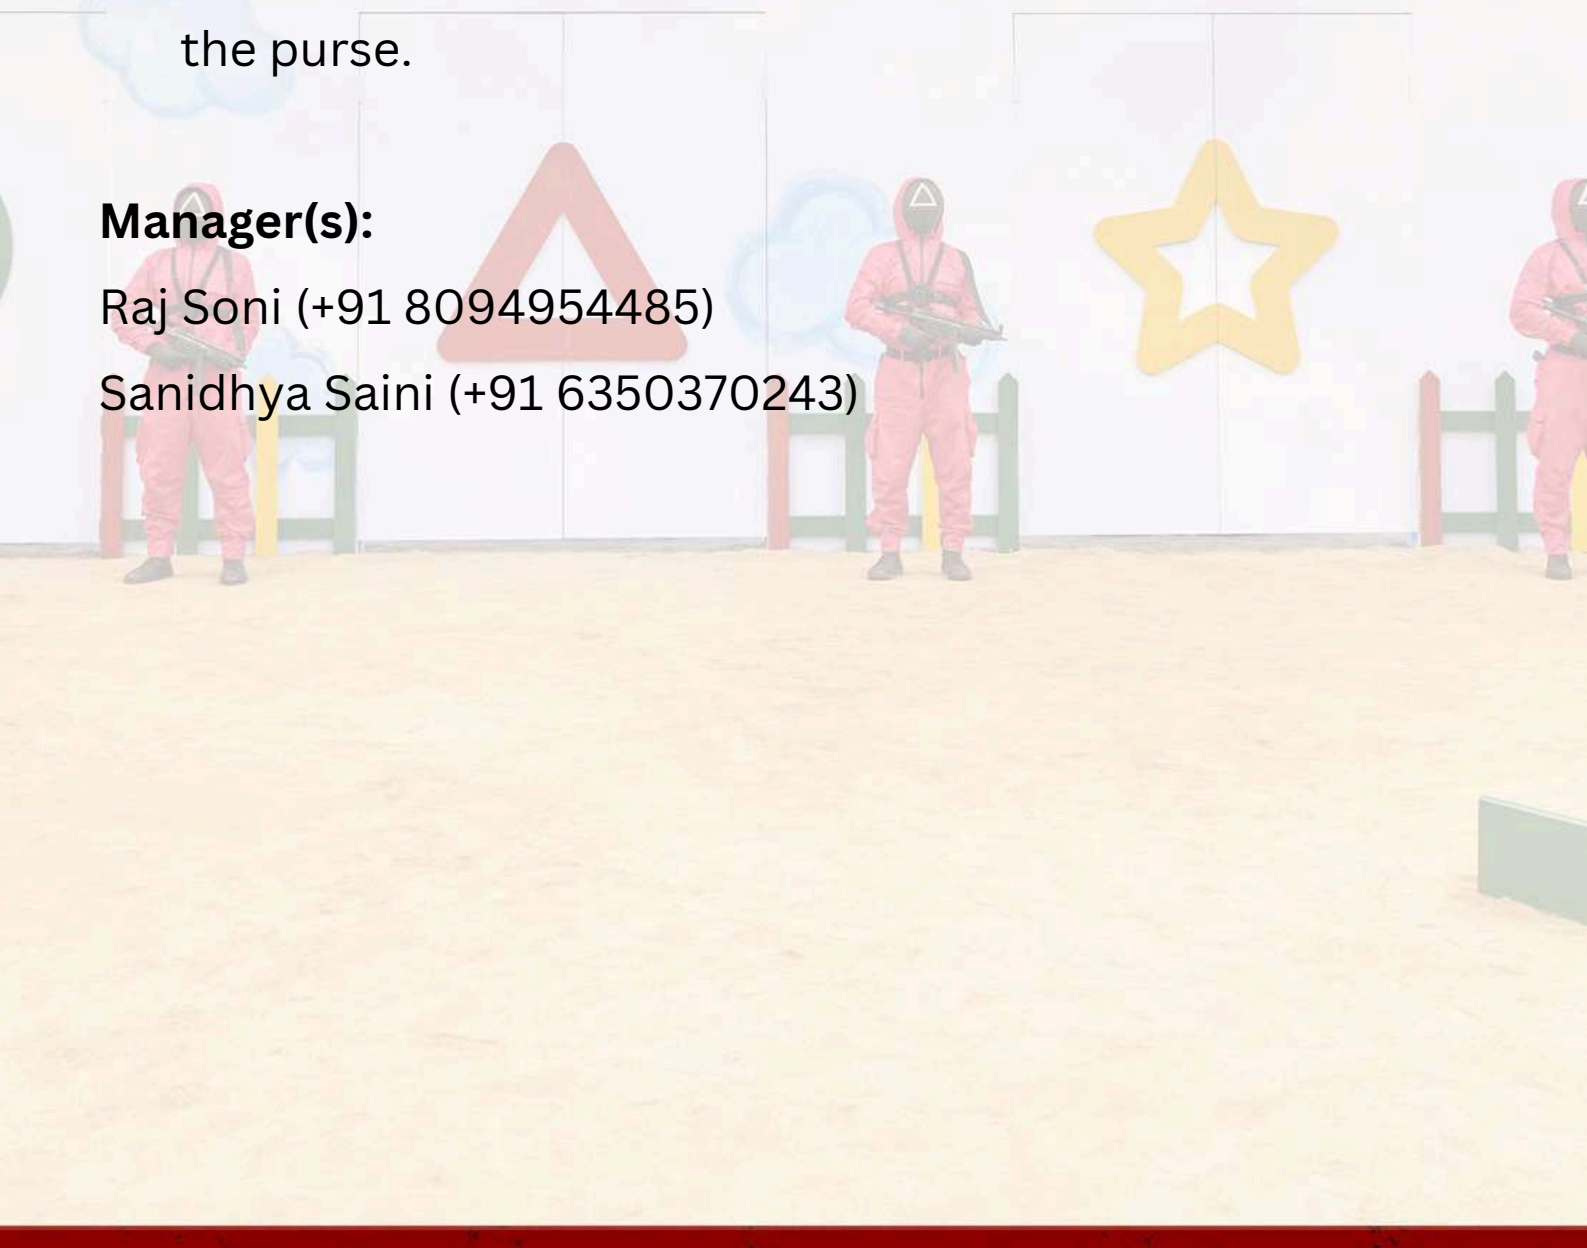 the purse.
Manager(s):
Raj Soni (+91 8094954485)
Sanidhya Saini (+91 6350370243)